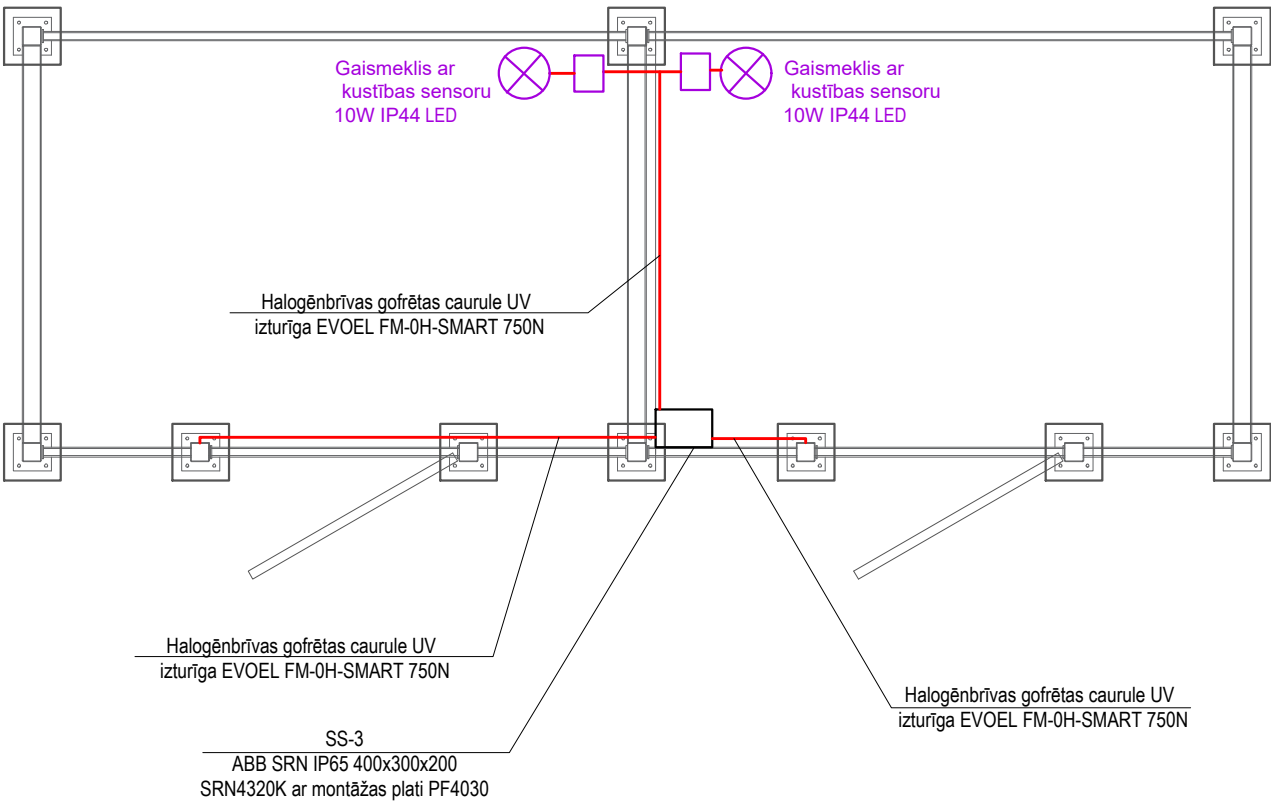 Gaismeklis ar
kustības sensoru
10W IP44 LED
Gaismeklis ar
kustības sensoru
10W IP44 LED
Halogēnbrīvas gofrētas caurule UV
izturīga EVOEL FM-0H-SMART 750N
Halogēnbrīvas gofrētas caurule UV
izturīga EVOEL FM-0H-SMART 750N
Halogēnbrīvas gofrētas caurule UV
izturīga EVOEL FM-0H-SMART 750N
SS-3
ABB SRN IP65 400x300x200
SRN4320K ar montāžas plati PF4030